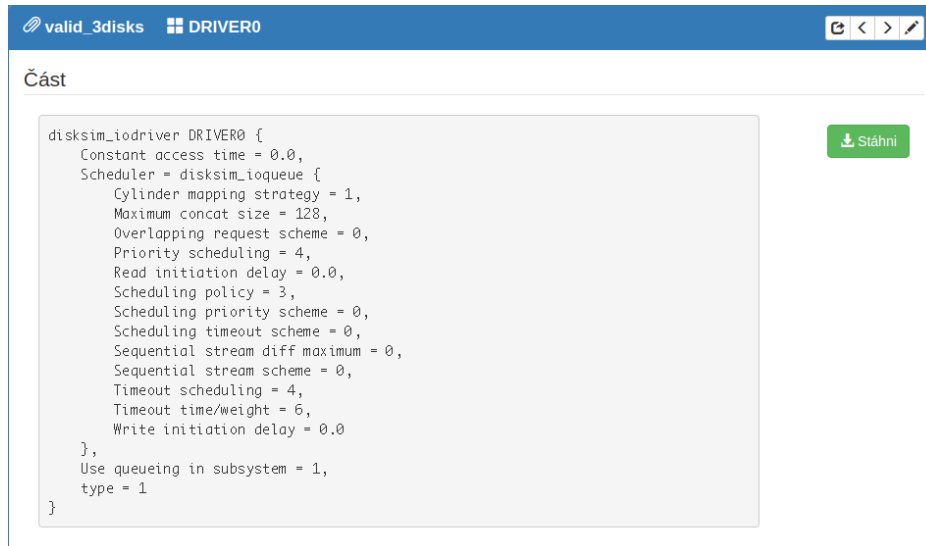 valid_3disks DRIVER0
Část
disksim_iodriver DRIVER0 {
    Constant access time = 0.0,
    Scheduler = disksim_ioqueue {
        Cylinder mapping strategy = 1,
        Maximum concat size = 128,
        Overlapping request scheme = 0,
        Priority scheduling = 4,
        Read initiation delay = 0.0,
        Scheduling policy = 3,
        Scheduling priority scheme = 0,
        Scheduling timeout scheme = 0,
        Sequential stream diff maximum = 0,
        Sequential stream scheme = 0,
        Timeout scheduling = 4,
        Timeout time/weight = 6,
        Write initiation delay = 0.0
    },
    Use queueing in subsystem = 1,
    type = 1
}
Stáhni